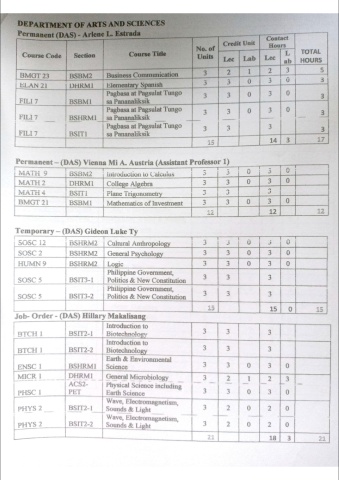 DEPARTMENT OF ARTS AND SCIENCES
Permanent (DAS) - Arlene L. Estrada
Course Code Section Course Title No. of Units Credit Unit Contact Hours TOTAL HOURS
Lec Lab Lec Lab
BMOT 23 BSBM2 Business Communication 3 2 1 2 3 5
ELAN 21 DHRM1 Elementary Spanish 3 3 0 3 0 3
FILI 7 BSBM2 Pagbasa at Pagsulat Tungo sa Pananaliksik 3 3 0 3 0 3
FILI 7 BSHRM1 Pagbasa at Pagsulat Tungo sa Pananaliksik 3 3 0 3 0 3
FILI 7 BSIT1 Pagbasa at Pagsulat Tungo sa Pananaliksik 3 3 3 3
15 14 3 17
Permanent – (DAS) Vienna Mi A. Austria (Assistant Professor 1)
MATH 9 BSBM2 Introduction to Calculus 3 3 0 3 0
MATH 2 DHRM1 College Algebra 3 3 0 3 0
MATH 4 BSIT1 Plane Trigonometry 3 3 3
BMOT 21 BSBM1 Mathematics of Investment 3 3 0 3 0
12 12 12
Temporary – (DAS) Gideon Luke Ty
SOSC 12 BSHRM2 Cultural Anthropology 3 3 0 3 0
SOSC 2 BSHRM2 General Psychology 3 3 0 3 0
HUMN 9 BSHRM2 Logic 3 3 0 3 0
SOSC 5 BSIT3-1 Philippine Government, Politics & New Constitution 3 3 3
SOSC 5 BSIT3-2 Philippine Government, Politics & New Constitution 3 3 3
15 15 0 15
Job- Order - (DAS) Hillary Makalisang
BTCH 1 BSIT2-1 Introduction to Biotechnology 3 3 3
BTCH 1 BSIT2-2 Introduction to Biotechnology 3 3 3
ENSC 1 BSHRM1 Earth & Environmental Science 3 3 0 3 0
MICR 1 DHRM1 General Microbiology 3 2 1 2 3
PHSC 1 ACS2-PET Physical Science including Earth Science 3 3 0 3 0
PHYS 2 BSIT2-1 Wave, Electromagnetism, Sounds & Light 3 2 0 2 0
PHYS 2 BSIT2-2 Wave, Electromagnetism, Sounds & Light 3 2 0 2 0
21 18 3 21